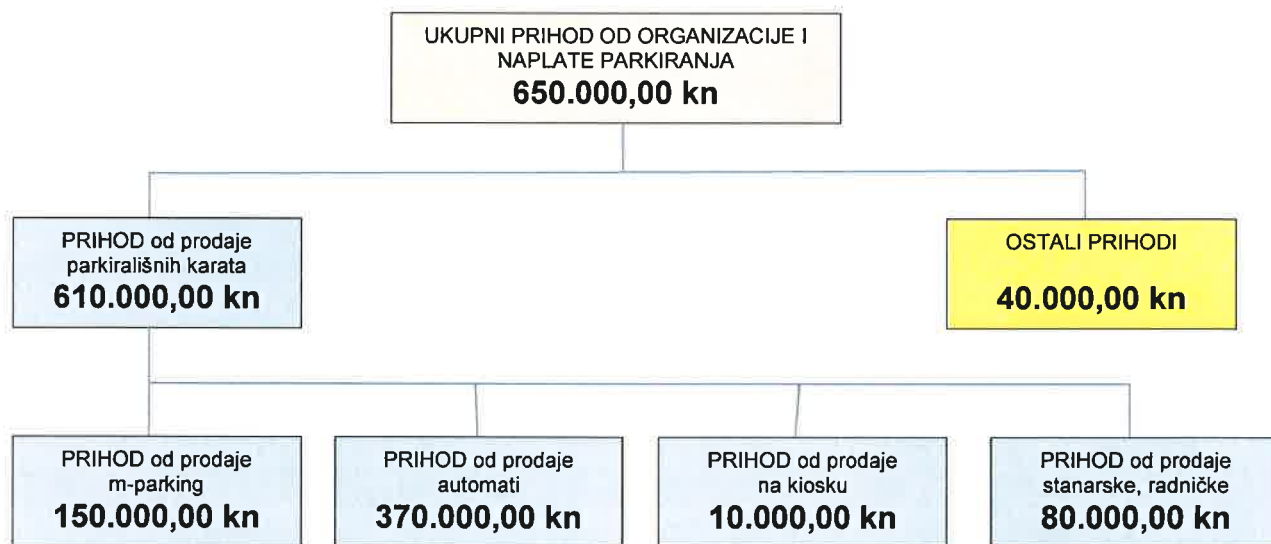 UKUPNI PRIHOD OD ORGANIZACIJE I
NAPLATE PARKIRANJA
650.000,00 kn
PRIHOD od prodaje
parkirališnih karata
610.000,00 kn
OSTALI PRIHODI
40.000,00 kn
PRIHOD od prodaje
m-parking
150.000,00 kn
PRIHOD od prodaje
automati
370.000,00 kn
PRIHOD od prodaje
na kiosku
10.000,00 kn
PRIHOD od prodaje
stanarske, radničke
80.000,00 kn